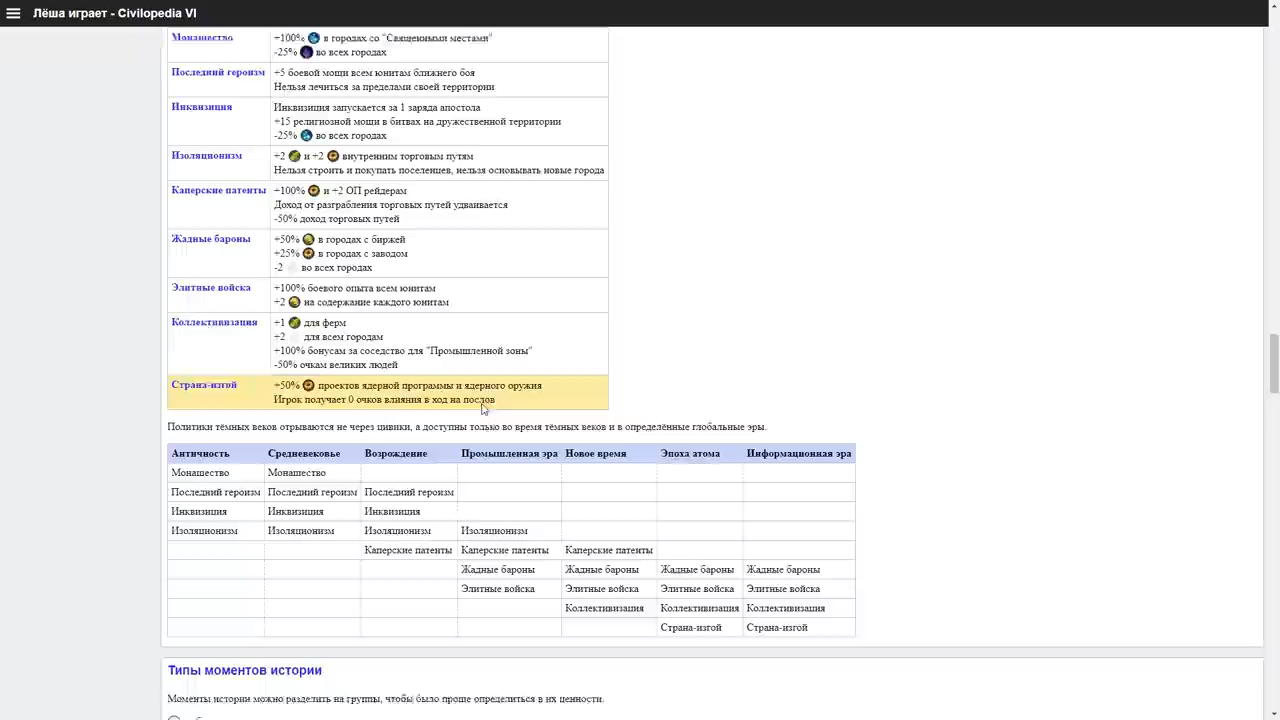 Лёша играет - Civilopedia VI
Монашество
+100% в городах со "Священными местами"
-25% во всех городах
Последний героизм
+5 боевой мощи всем юнитам ближнего боя
Нельзя лечиться за пределами своей территории
Инквизиция
Инквизиция запускается за 1 заряда апостола
+15 религиозной мощи в битвах на дружественной территории
-25% во всех городах
Изоляционизм
+2 и +2 внутренним торговым путям
Нельзя строить и покупать поселенцев, нельзя основывать новые города
Каперские патенты
+100% и +2 ОП рейдерам
Доход от разграбления торговых путей удваивается
-50% доход торговых путей
Жадные бароны
+50% в городах с биржей
+25% в городах с заводом
-2 во всех городах
Элитные войска
+100% боевого опыта всем юнитам
+2 на содержание каждого юнитам
Коллективизация
+1 для ферм
+2 для всем городам
+100% бонусам за соседство для "Промышленной зоны"
-50% очкам великих людей
Страна-изгой
+50% проектов ядерной программы и ядерного оружия
Игрок получает 0 очков влияния в ход на послов
Политики тёмных веков отрываются не через цивики, а доступны только во время тёмных веков и в определённые глобальные эры.
Античность Средневековье Возрождение Промышленная эра Новое время Эпоха атома Информационная эра
Монашество Монашество
Последний героизм Последний героизм Последний героизм
Инквизиция Инквизиция Инквизиция
Изоляционизм Изоляционизм Изоляционизм Изоляционизм
Каперские патенты Каперские патенты Каперские патенты
Жадные бароны Жадные бароны Жадные бароны Жадные бароны
Элитные войска Элитные войска Элитные войска Элитные войска
Коллективизация Коллективизация Коллективизация
Страна-изгой Страна-изгой
Типы моментов истории
Моменты истории можно разделить на группы, чтобы было проще определиться в их ценности.